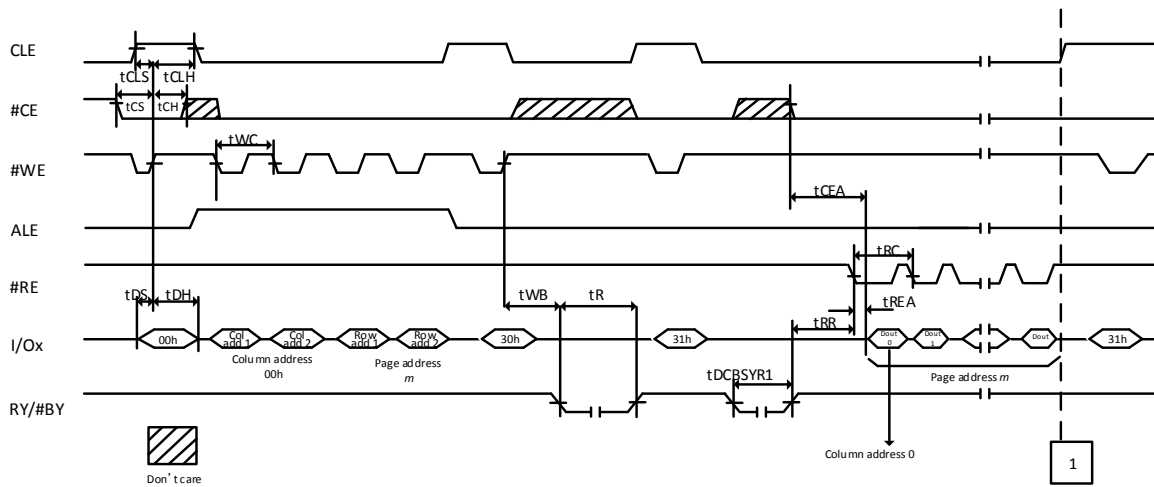 CLE
tCLS tCLH
#CE
tCS tCH
tWC
#WE
tCEA
ALE
tRC
#RE
tDS tDH
tWB tR
tREA
tRR
I/Ox
00h
Col add 1
Col add 2
Row add 1
Row add 2
30h
31h
Dout 0
Dout 1
Dout
31h
Column address
00h
Page address
m
tDCBSYR1
Page address m
RY/#BY
Column address 0
1
Don't care